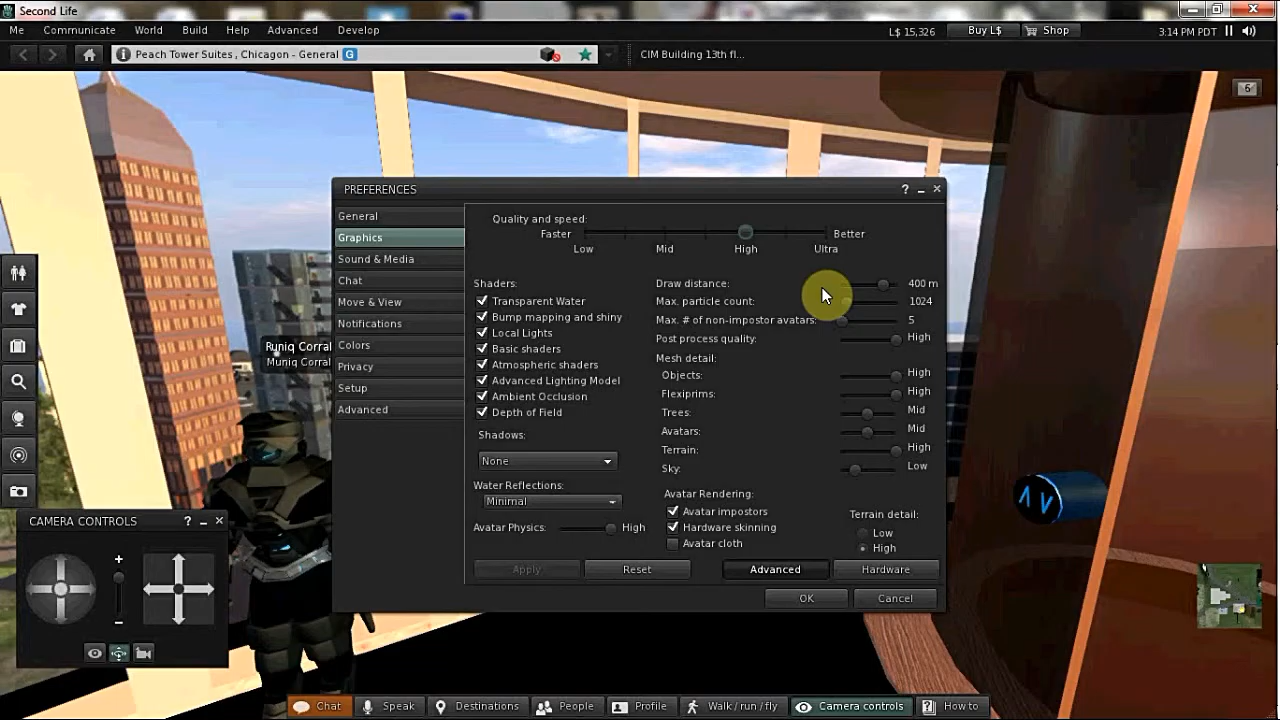 Second Life
Me Communicate World Build Help Advanced Develop L$ 15,326 Buy L$ Shop 3:14 PM PDT
Peach Tower Suites , Chicagon - General G CIM Building 13th fl...
6
PREFERENCES ?
General
Graphics
Sound & Media
Chat
Move & View
Notifications
Colors
Privacy
Setup
Advanced
Quality and speed:
Faster Better
Low Mid High Ultra
Shaders:
Transparent Water
Bump mapping and shiny
Local Lights
Basic shaders
Atmospheric shaders
Advanced Lighting Model
Ambient Occlusion
Depth of Field
Shadows:
None
Water Reflections:
Minimal
Avatar Physics: High
Draw distance: 400 m
Max. particle count: 1024
Max. # of non-impostor avatars: 5
Post process quality: High
Mesh detail:
Objects: High
Flexiprims: High
Trees: Mid
Avatars: Mid
Terrain: High
Sky: Low
Avatar Rendering:
Avatar impostors
Hardware skinning
Avatar cloth
Terrain detail:
Low
High
Apply Reset Advanced Hardware
OK Cancel
Runiq Corral
Muniq Corral
CAMERA CONTROLS ?
Chat Speak Destinations People Profile Walk / run / fly Camera controls How to